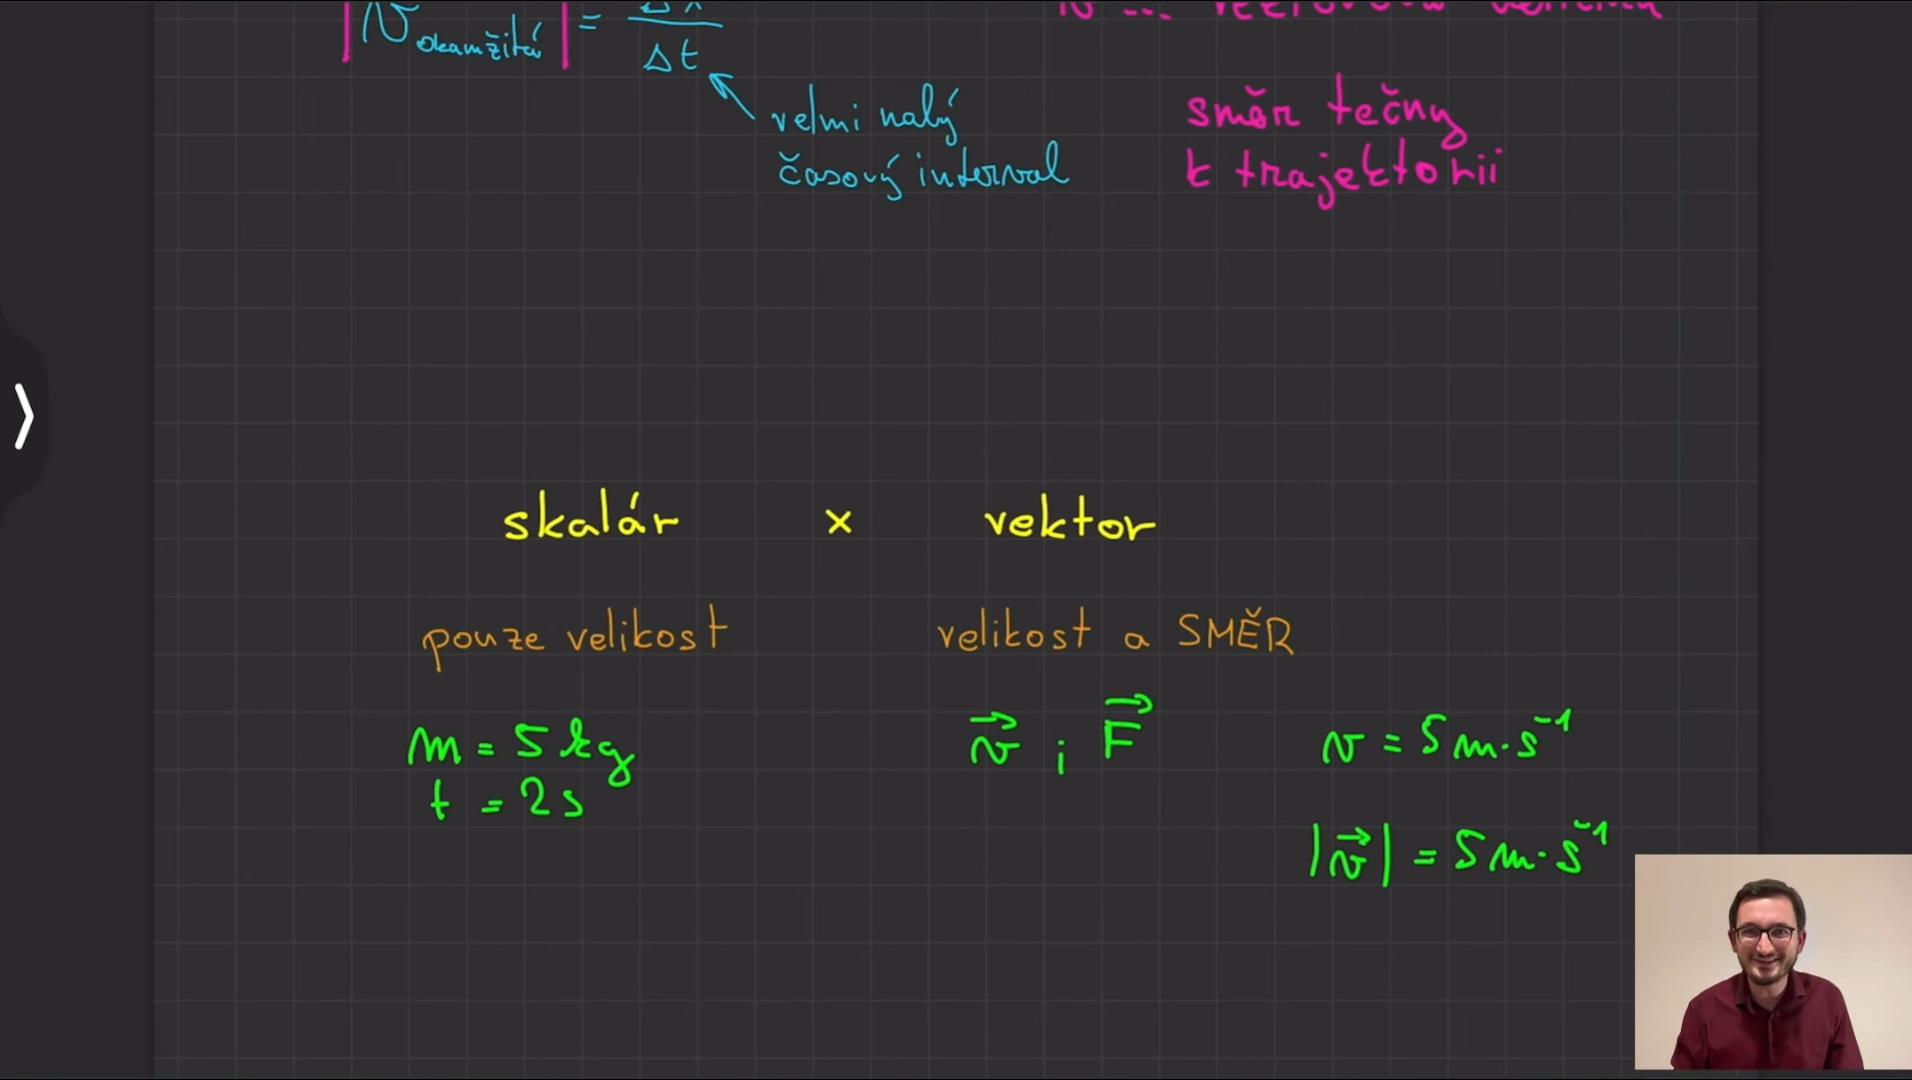 |v okamžitá| = Δx / Δt
velmi malý
časový interval
směr tečny
k trajektorii
skalár × vektor
pouze velikost velikost a SMĚR
m = 5 kg
t = 2 s
v⃗ ; F⃗
v = 5 m·s⁻¹
|v⃗| = 5 m·s⁻¹